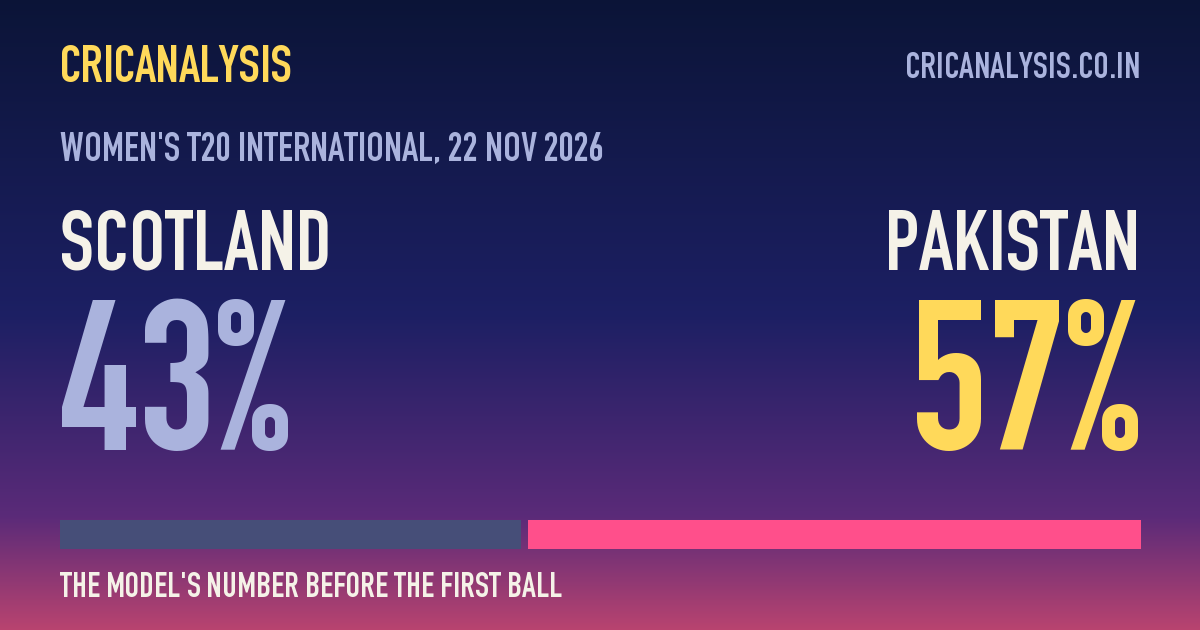 CRICANALYSIS
CRICANALYSIS.CO.IN
WOMEN'S T20 INTERNATIONAL, 22 NOV 2026
SCOTLAND
PAKISTAN
43%
57%
THE MODEL'S NUMBER BEFORE THE FIRST BALL